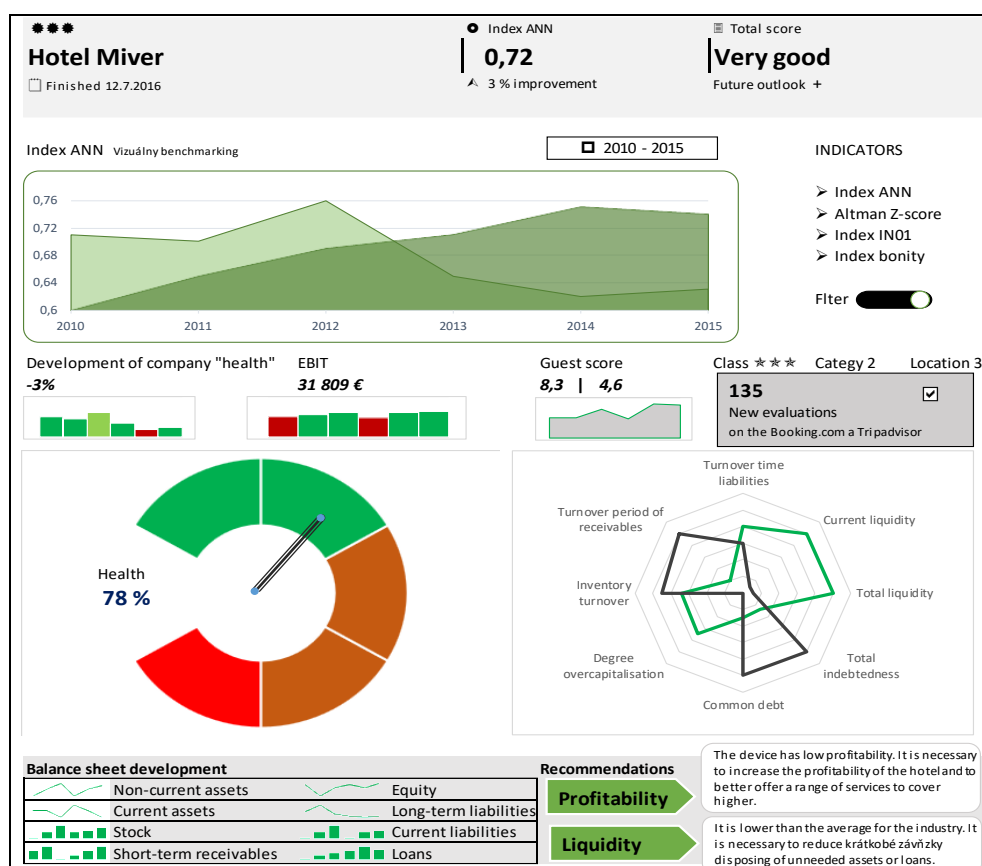 Hotel Miver
Finished 12.7.2016
Index ANN
0,72
3 % improvement
Total score
Very good
Future outlook +
Index ANN Vizuálny benchmarking
2010 - 2015
0,76
0,72
0,68
0,64
0,6
2010 2011 2012 2013 2014 2015
INDICATORS
Index ANN
Altman Z-score
Index IN01
Index bonity
Flter
Development of company "health"
-3%
EBIT
31 809 €
Guest score
8,3 | 4,6
Class Categy 2 Location 3
135
New evaluations
on the Booking.com a Tripadvisor
Health
78 %
Turnover time
liabilities
Current liquidity
Total liquidity
Total
indebtedness
Common debt
Degree
overcapitalisation
Inventory
turnover
Turnover period of
receivables
Balance sheet development
Non-current assets Equity
Current assets Long-term liabilities
Stock Current liabilities
Short-term receivables Loans
Recommendations
Profitability
The device has low profitability. It is necessary
to increase the profitability of the hotel and to
better offer a range of services to cover
higher.
Liquidity
It is lower than the average for the industry. It
is necessary to reduce krátkobé závňzky
disposing of unneeded assets or loans.